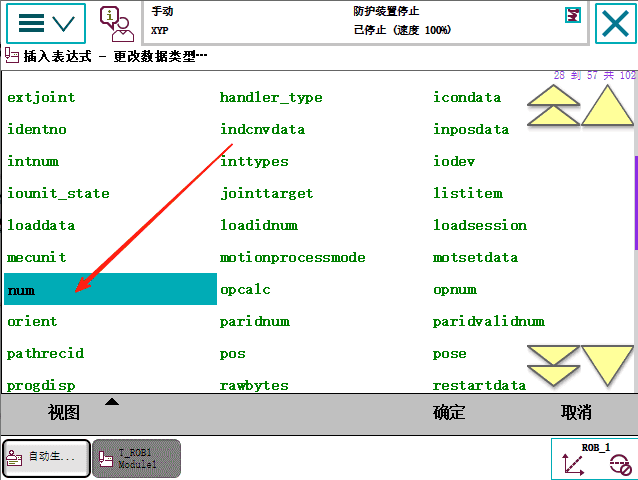 手动
防护装置停止
XYP
已停止 (速度 100%)
插入表达式 - 更改数据类型…
28 到 57 共 102
extjoint handler_type icondata
identno indcnvdata inposdata
intnum inttypes iodev
iounit_state jointtarget listitem
loaddata loadidnum loadsession
mecunit motionprocessmode motsetdata
num opcalc opnum
orient paridnum paridvalidnum
pathrecid pos pose
progdisp rawbytes restartdata
视图 确定 取消
自动生...
T_ROB1
Module1
ROB_1